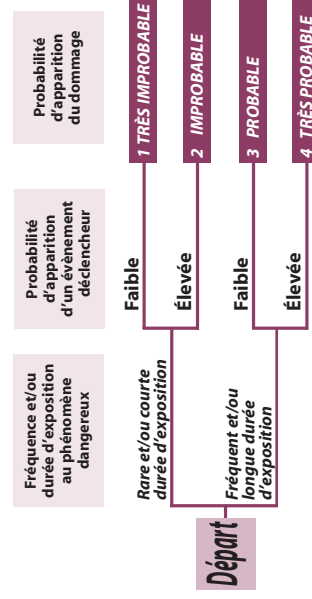 Fréquence et/ou
durée d'exposition
au phénomène
dangereux
Probabilité
d'apparition
d'un évènement
déclencheur
Probabilité
d'apparition
du dommage
Départ
Rare et/ou courte
durée d'exposition
Faible
1 TRÈS IMPROBABLE
Élevée
2 IMPROBABLE
Fréquent et/ou
longue durée
d'exposition
Faible
3 PROBABLE
Élevée
4 TRÈS PROBABLE